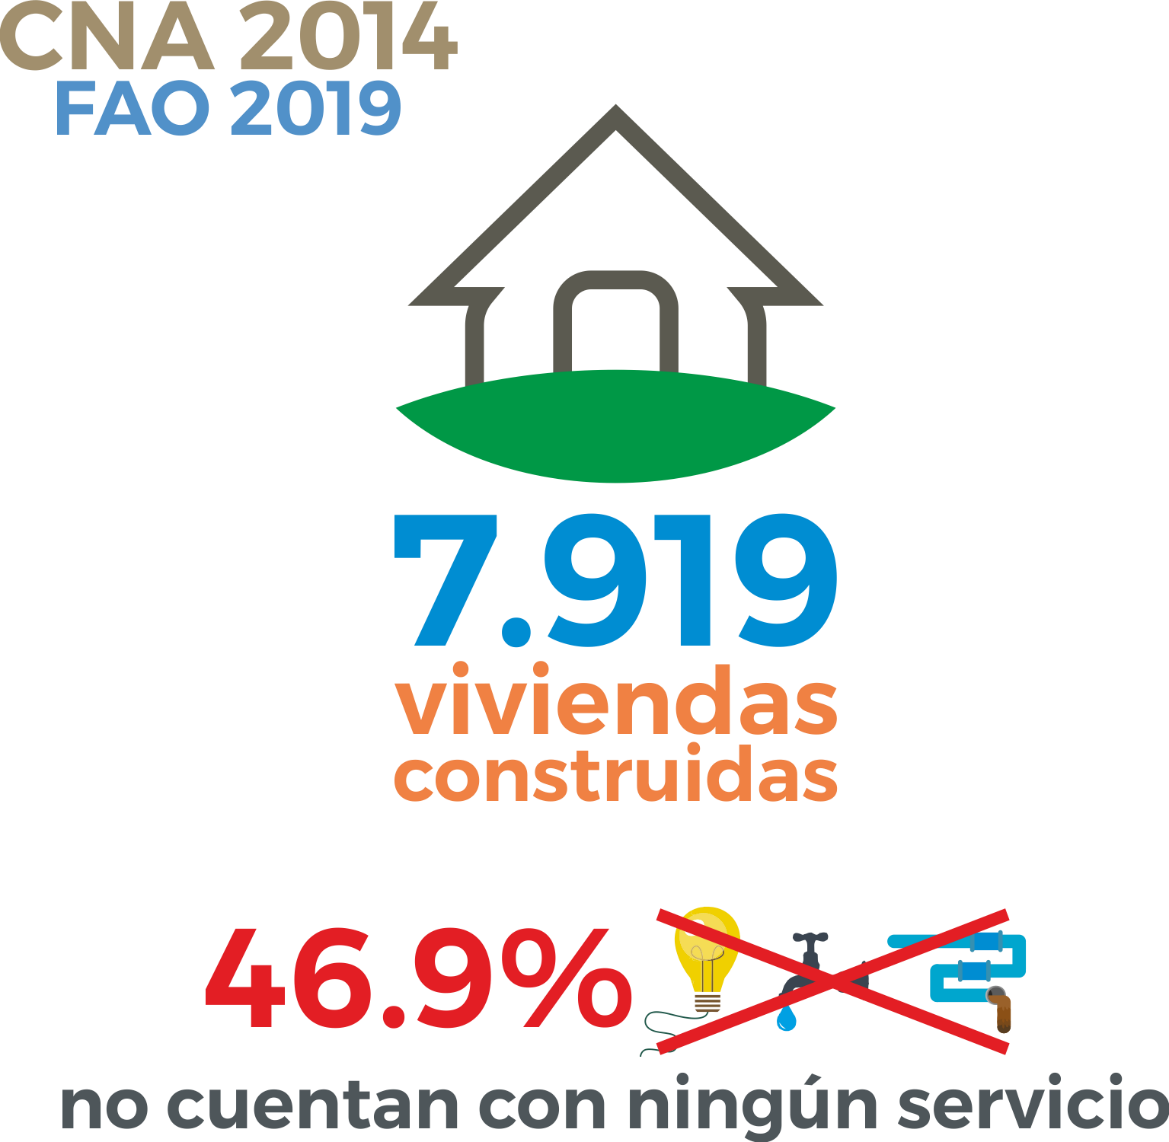 CNA 2014
FAO 2019
7.919
viviendas
construidas
46.9%
no cuentan con ningún servicio